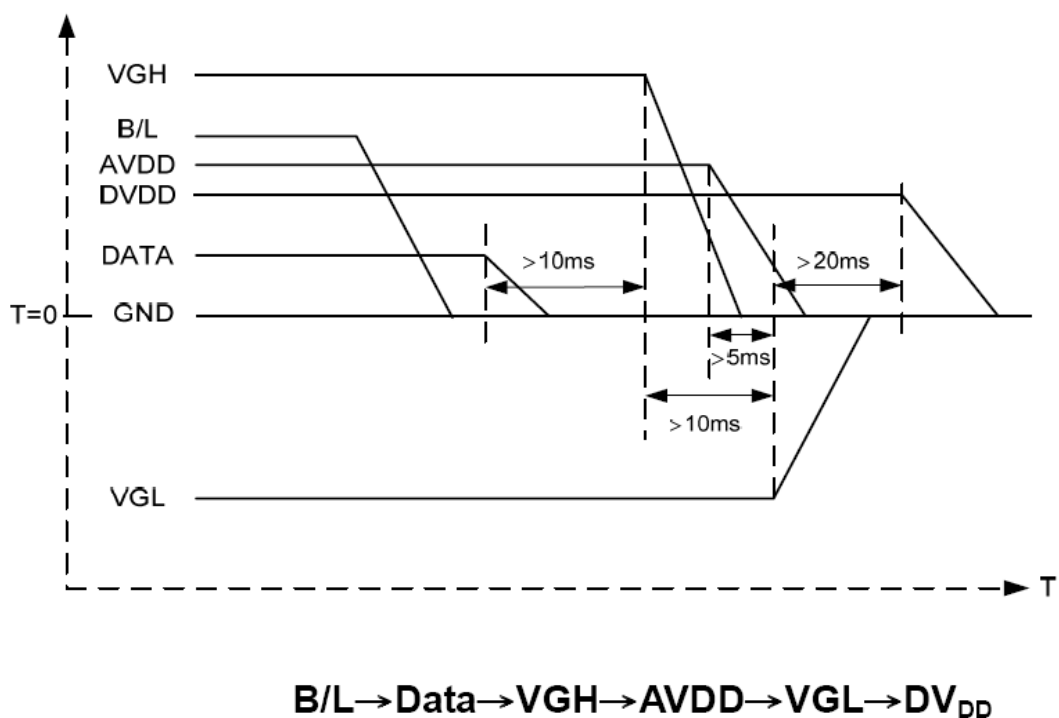 VGH
B/L
AVDD
DVDD
DATA
>10ms
>20ms
T=0
GND
>5ms
>10ms
VGL
T
B/L→Data→VGH→AVDD→VGL→DVDD